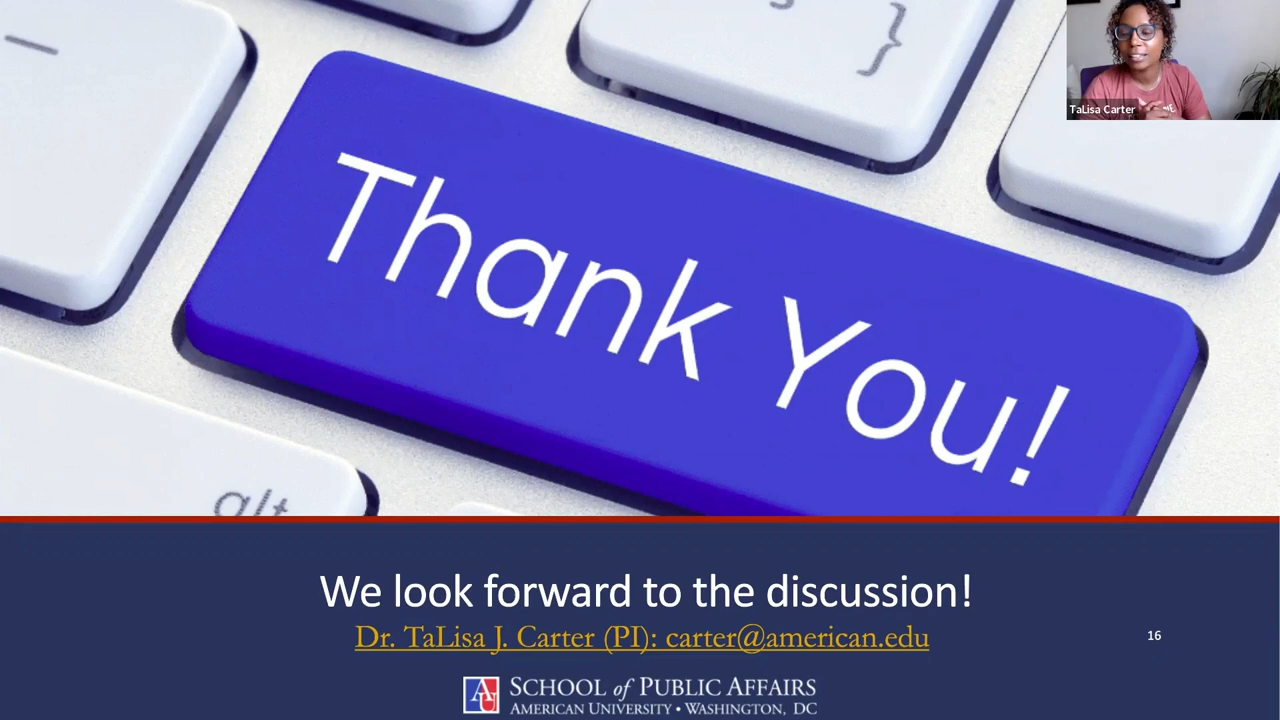 }
TaLisa Carter
Thank You!
alt
We look forward to the discussion!
Dr. TaLisa J. Carter (PI): carter@american.edu
16
AU SCHOOL of PUBLIC AFFAIRS
AMERICAN UNIVERSITY • WASHINGTON, DC